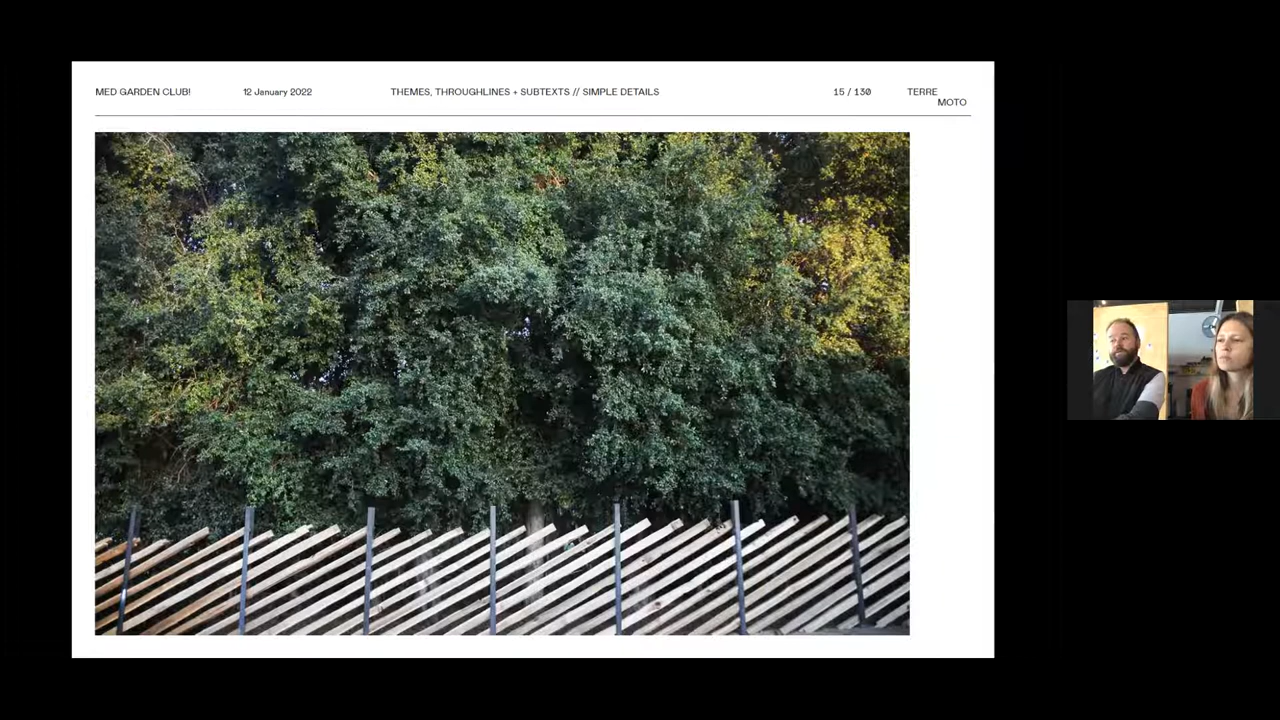 MED GARDEN CLUB! 12 January 2022 THEMES, THROUGHLINES + SUBTEXTS // SIMPLE DETAILS 15 / 130 TERRE
MOTO